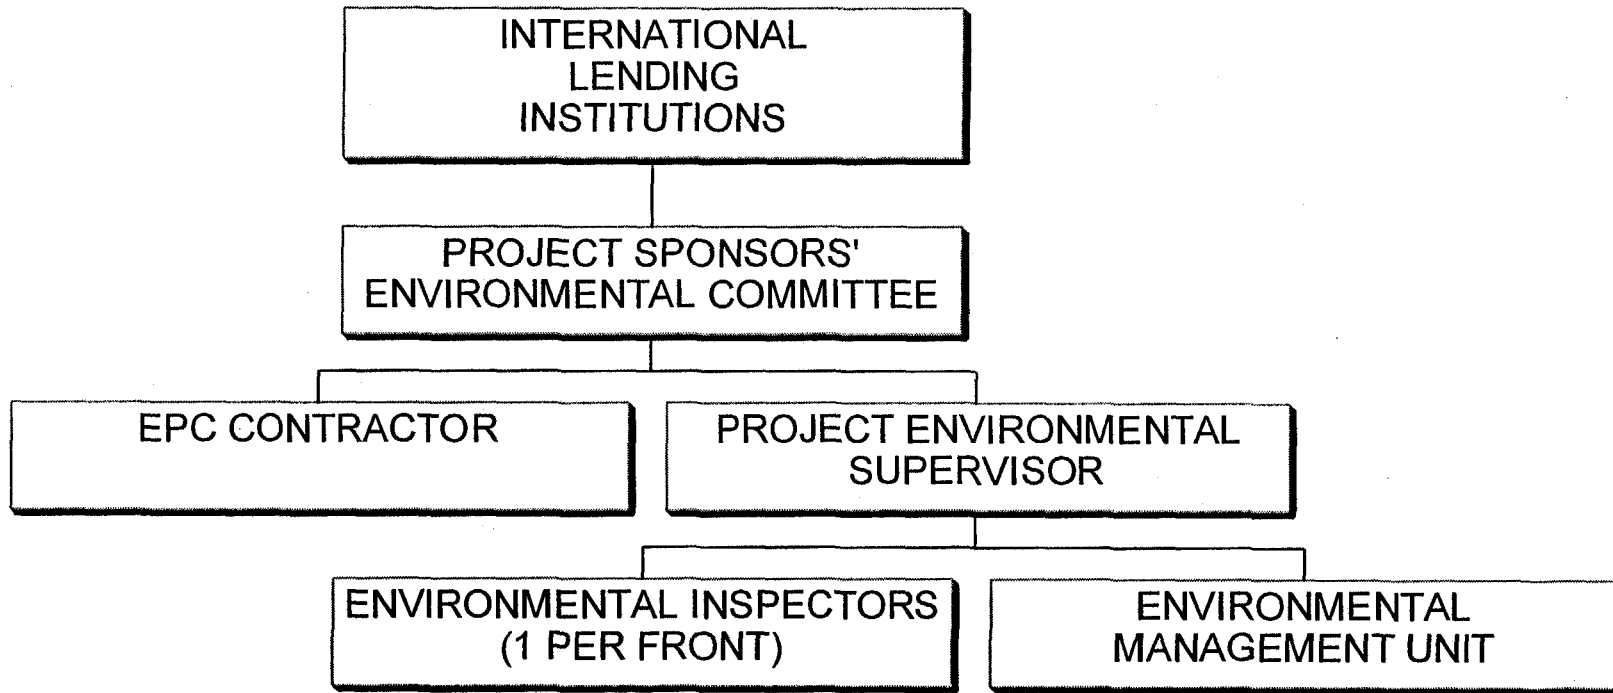 INTERNATIONAL
LENDING
INSTITUTIONS
PROJECT SPONSORS'
ENVIRONMENTAL COMMITTEE
EPC CONTRACTOR
PROJECT ENVIRONMENTAL
SUPERVISOR
ENVIRONMENTAL INSPECTORS
(1 PER FRONT)
ENVIRONMENTAL
MANAGEMENT UNIT